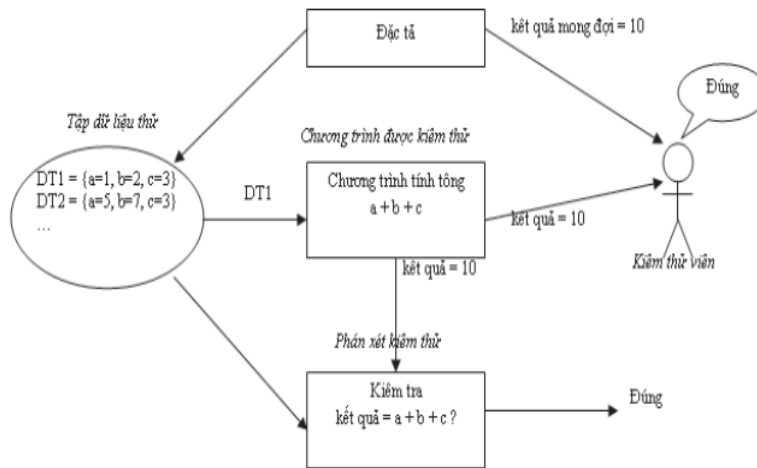 Đặc tả
kết quả mong đợi = 10
Đúng
Tập dữ liệu thử
Chương trình được kiểm thử
DT1 = {a=1, b=2, c=3}
DT2 = {a=5, b=7, c=3}
...
DT1
Chương trình tính tông
a + b + c
kết quả = 10
Kiểm thử viên
kết quả = 10
Phán xét kiểm thử
Kiểm tra
kết quả = a + b + c ?
Đúng